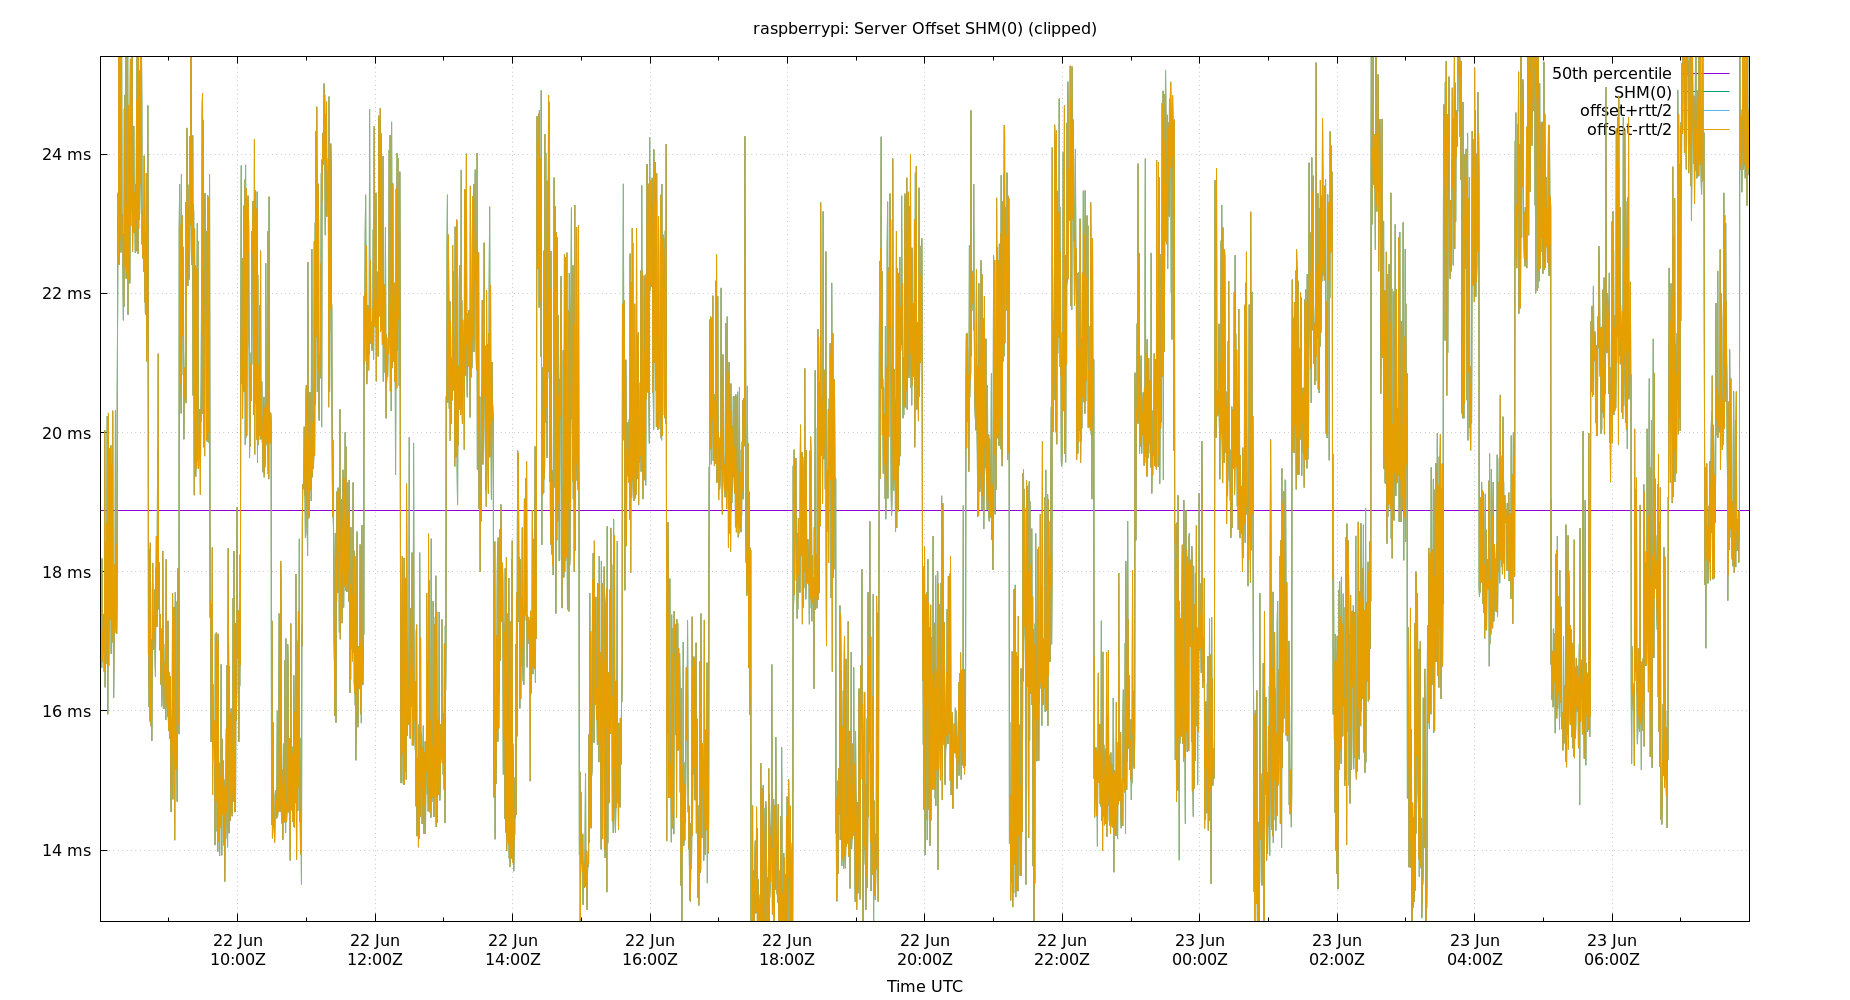 raspberrypi: Server Offset SHM(0) (clipped)
50th percentile
SHM(0)
offset+rtt/2
offset-rtt/2
24 ms
22 ms
20 ms
18 ms
16 ms
14 ms
22 Jun 22 Jun 22 Jun 22 Jun 22 Jun 22 Jun 22 Jun 23 Jun 23 Jun 23 Jun 23 Jun
10:00Z 12:00Z 14:00Z 16:00Z 18:00Z 20:00Z 22:00Z 00:00Z 02:00Z 04:00Z 06:00Z
Time UTC